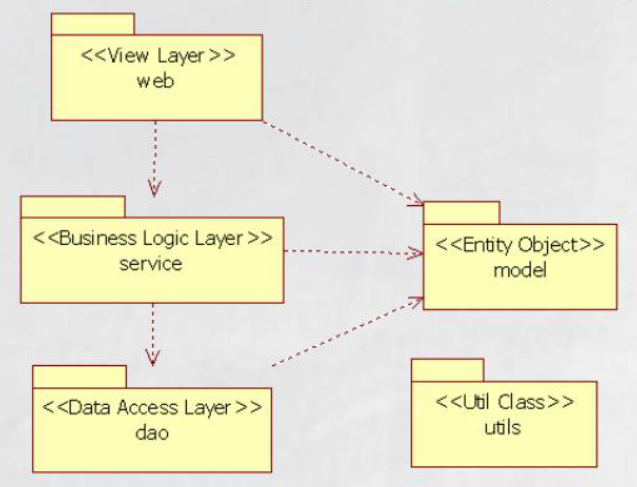 <<View Layer>>
web
<<Business Logic Layer>>
service
<<Entity Object>>
model
<<Data Access Layer>>
dao
<<Util Class>>
utils